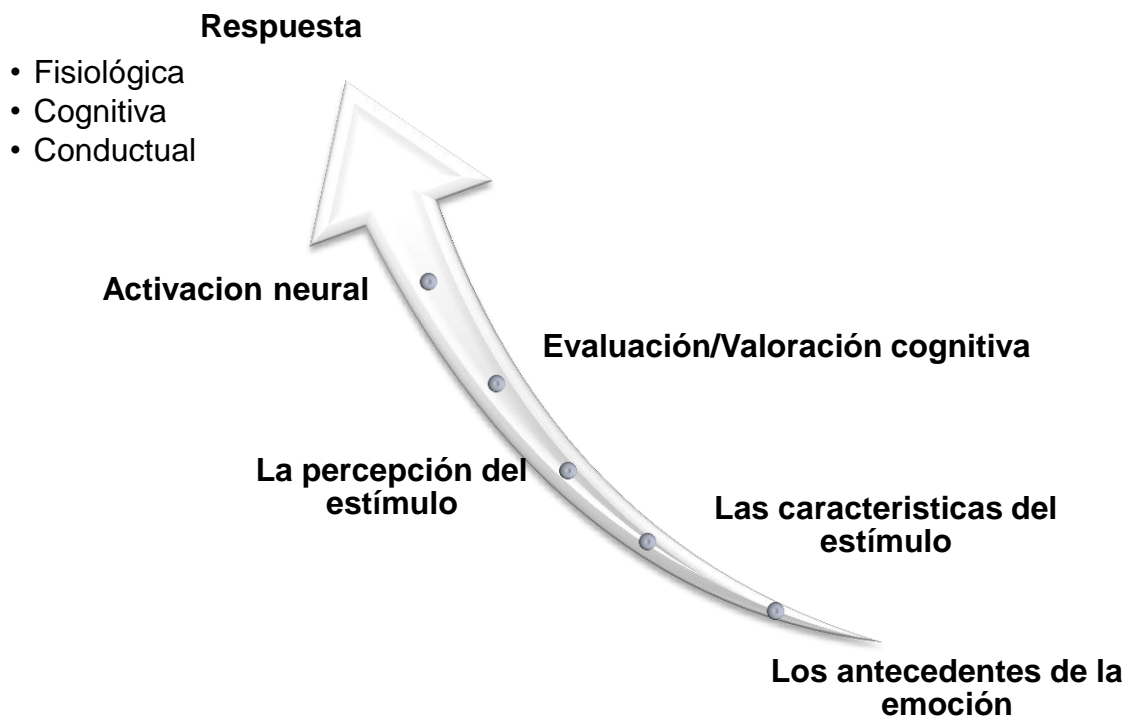 Respuesta
• Fisiológica
• Cognitiva
• Conductual
Activacion neural
Evaluación/Valoración cognitiva
La percepción del
estímulo
Las caracteristicas del
estímulo
Los antecedentes de la
emoción